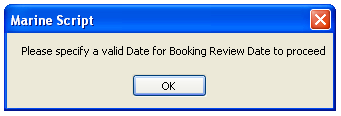 Marine Script
Please specify a valid Date for Booking Review Date to proceed
OK